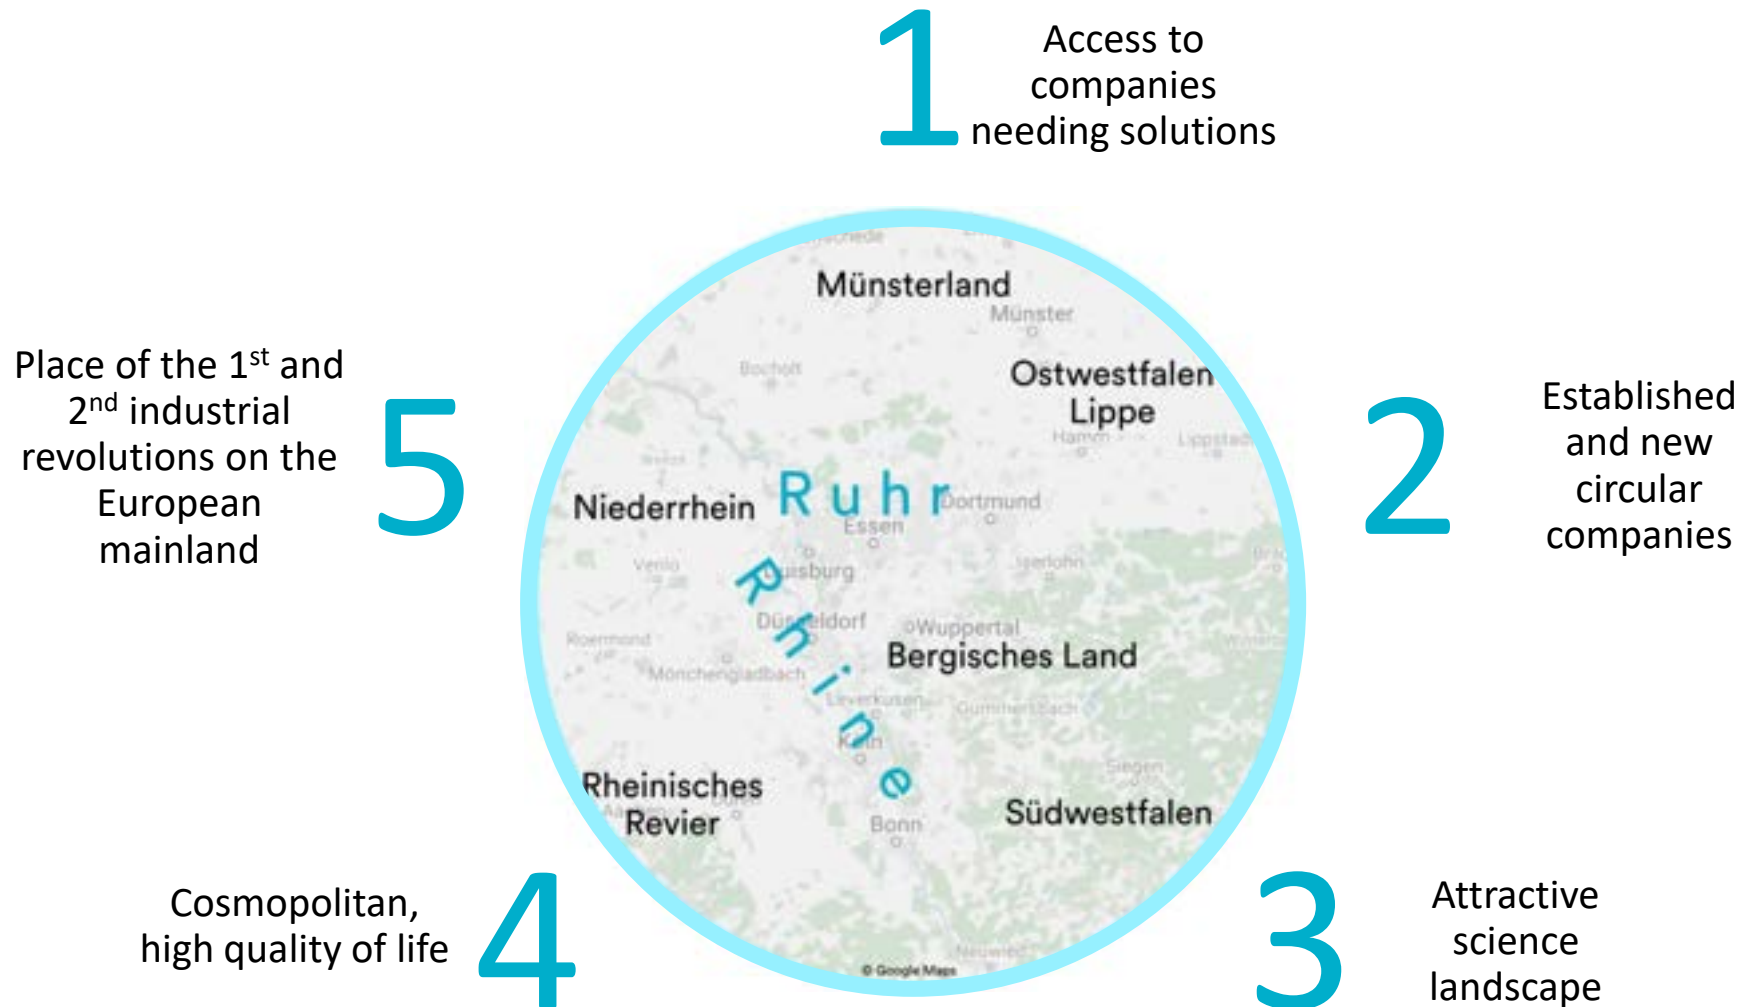 1
Access to
companies
needing solutions
Münsterland
Münster
Bocholt
Ostwestfalen
Lippe
Hamm
Lippstadt
Ruhr
Niederrhein
Dortmund
Essen
Duisburg
Venlo
Iserlohn
Rhine
Düsseldorf
Wuppertal
Roermond
Bergisches Land
Mönchengladbach
Leverkusen
Gummersbach
Köln
Siegen
Rheinisches
Revier
Düren
Südwestfalen
Bonn
Neuwied
© Google Maps
2
Established
and new
circular
companies
3
Attractive
science
landscape
4
Cosmopolitan,
high quality of life
5
Place of the 1st and
2nd industrial
revolutions on the
European
mainland